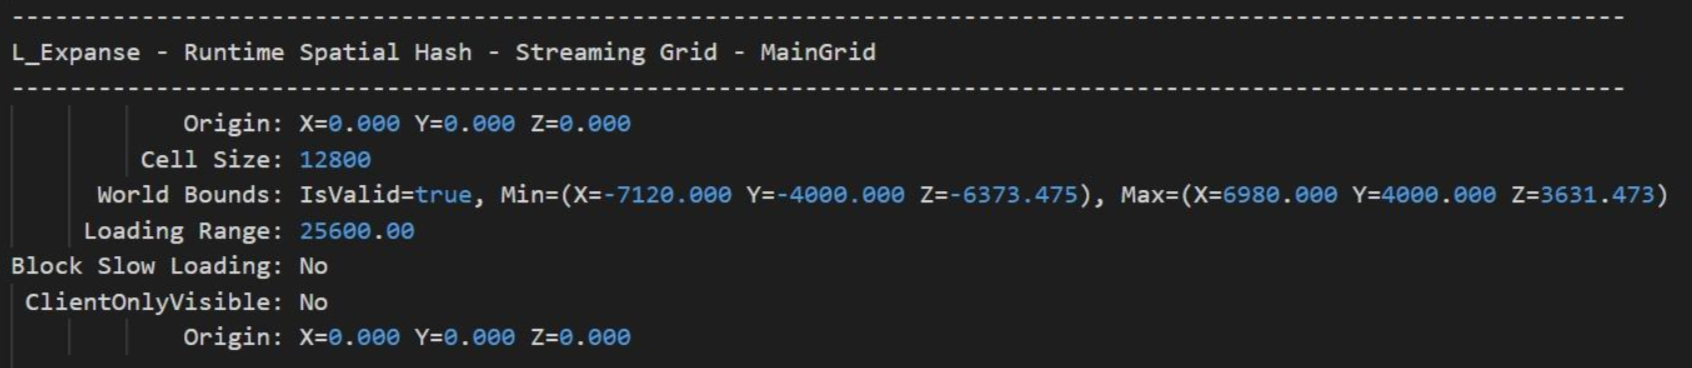 ----------------------------------------------------------------------------------------------------------------
L_Expanse - Runtime Spatial Hash - Streaming Grid - MainGrid
----------------------------------------------------------------------------------------------------------------
Origin: X=0.000 Y=0.000 Z=0.000
Cell Size: 12800
World Bounds: IsValid=true, Min=(X=-7120.000 Y=-4000.000 Z=-6373.475), Max=(X=6980.000 Y=4000.000 Z=3631.473)
Loading Range: 25600.00
Block Slow Loading: No
ClientOnlyVisible: No
Origin: X=0.000 Y=0.000 Z=0.000